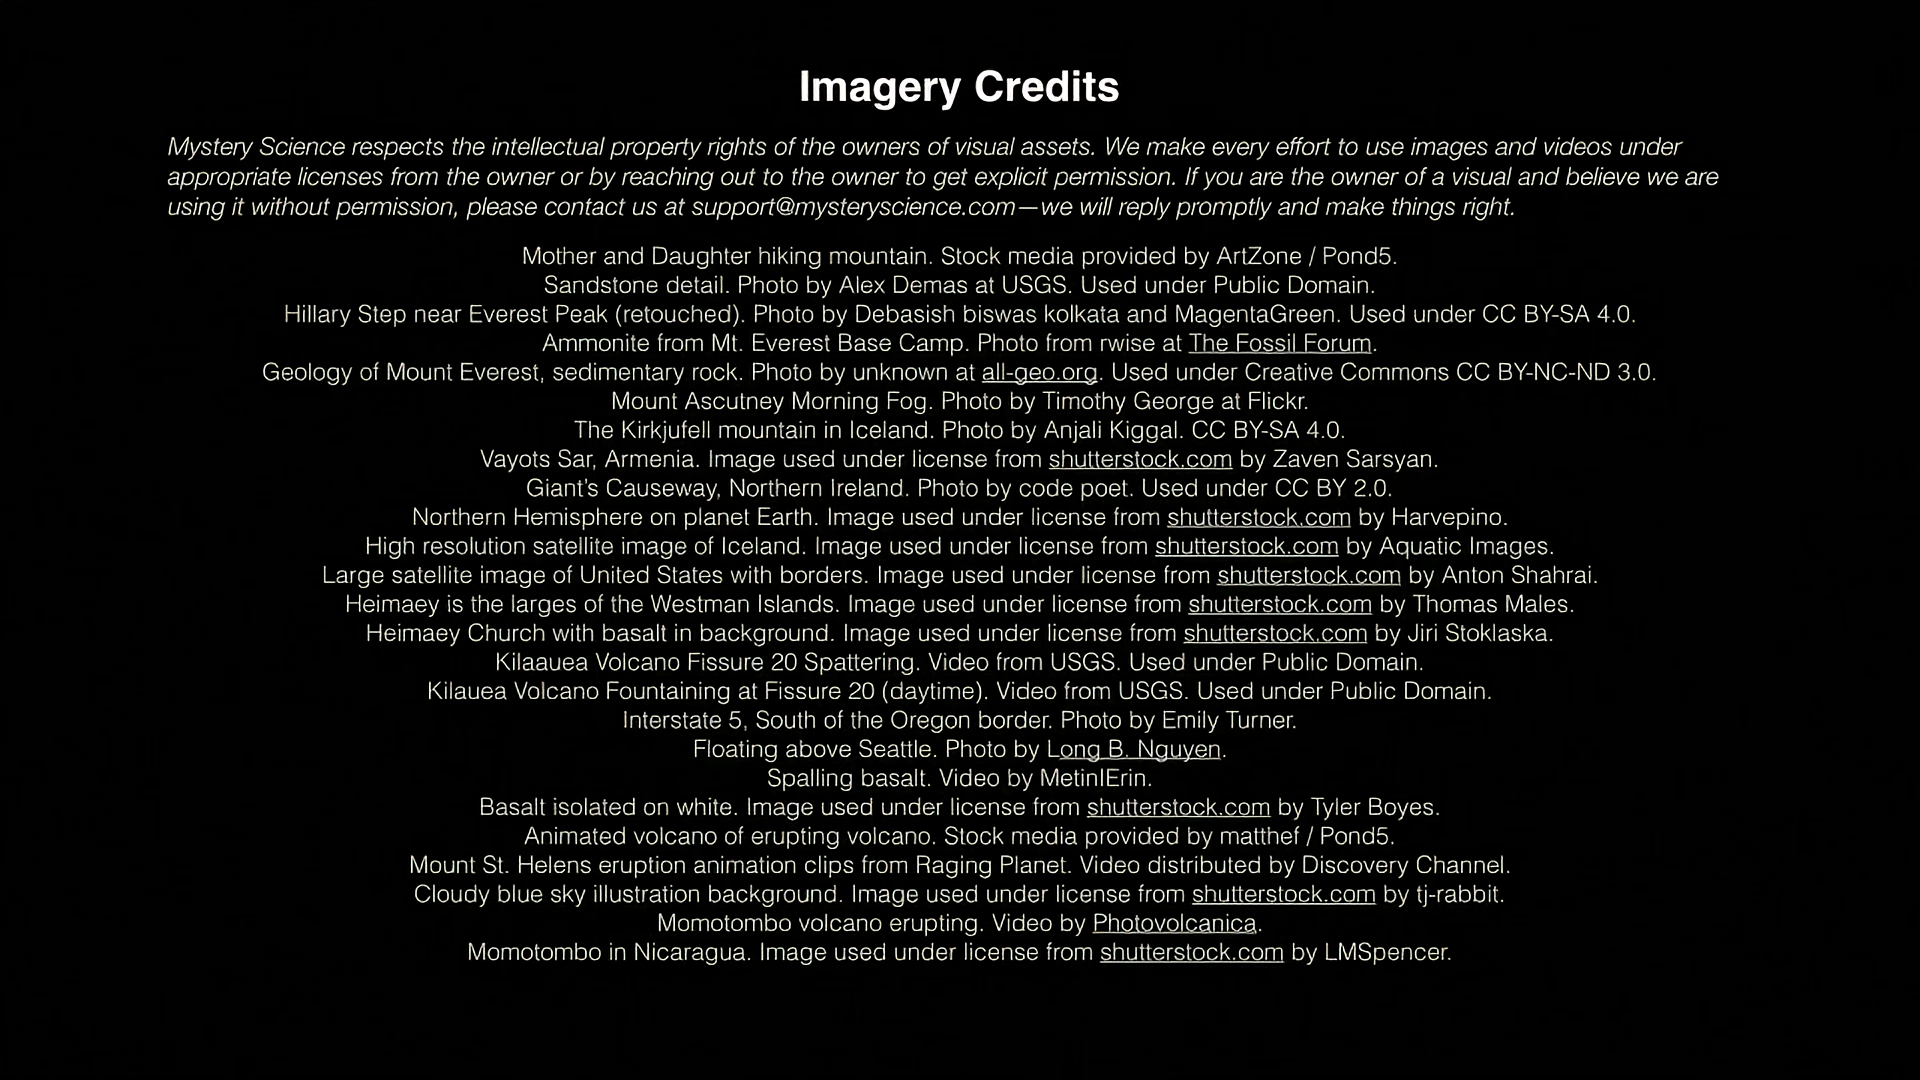 Imagery Credits
Mystery Science respects the intellectual property rights of the owners of visual assets. We make every effort to use images and videos under
appropriate licenses from the owner or by reaching out to the owner to get explicit permission. If you are the owner of a visual and believe we are
using it without permission, please contact us at support@mysteryscience.com—we will reply promptly and make things right.
Mother and Daughter hiking mountain. Stock media provided by ArtZone / Pond5.
Sandstone detail. Photo by Alex Demas at USGS. Used under Public Domain.
Hillary Step near Everest Peak (retouched). Photo by Debasish biswas kolkata and MagentaGreen. Used under CC BY-SA 4.0.
Ammonite from Mt. Everest Base Camp. Photo from rwise at The Fossil Forum.
Geology of Mount Everest, sedimentary rock. Photo by unknown at all-geo.org. Used under Creative Commons CC BY-NC-ND 3.0.
Mount Ascutney Morning Fog. Photo by Timothy George at Flickr.
The Kirkjufell mountain in Iceland. Photo by Anjali Kiggal. CC BY-SA 4.0.
Vayots Sar, Armenia. Image used under license from shutterstock.com by Zaven Sarsyan.
Giant's Causeway, Northern Ireland. Photo by code poet. Used under CC BY 2.0.
Northern Hemisphere on planet Earth. Image used under license from shutterstock.com by Harvepino.
High resolution satellite image of Iceland. Image used under license from shutterstock.com by Aquatic Images.
Large satellite image of United States with borders. Image used under license from shutterstock.com by Anton Shahrai.
Heimaey is the larges of the Westman Islands. Image used under license from shutterstock.com by Thomas Males.
Heimaey Church with basalt in background. Image used under license from shutterstock.com by Jiri Stoklaska.
Kilaauea Volcano Fissure 20 Spattering. Video from USGS. Used under Public Domain.
Kilauea Volcano Fountaining at Fissure 20 (daytime). Video from USGS. Used under Public Domain.
Interstate 5, South of the Oregon border. Photo by Emily Turner.
Floating above Seattle. Photo by Long B. Nguyen.
Spalling basalt. Video by MetinIErin.
Basalt isolated on white. Image used under license from shutterstock.com by Tyler Boyes.
Animated volcano of erupting volcano. Stock media provided by matthef / Pond5.
Mount St. Helens eruption animation clips from Raging Planet. Video distributed by Discovery Channel.
Cloudy blue sky illustration background. Image used under license from shutterstock.com by tj-rabbit.
Momotombo volcano erupting. Video by Photovolcanica.
Momotombo in Nicaragua. Image used under license from shutterstock.com by LMSpencer.